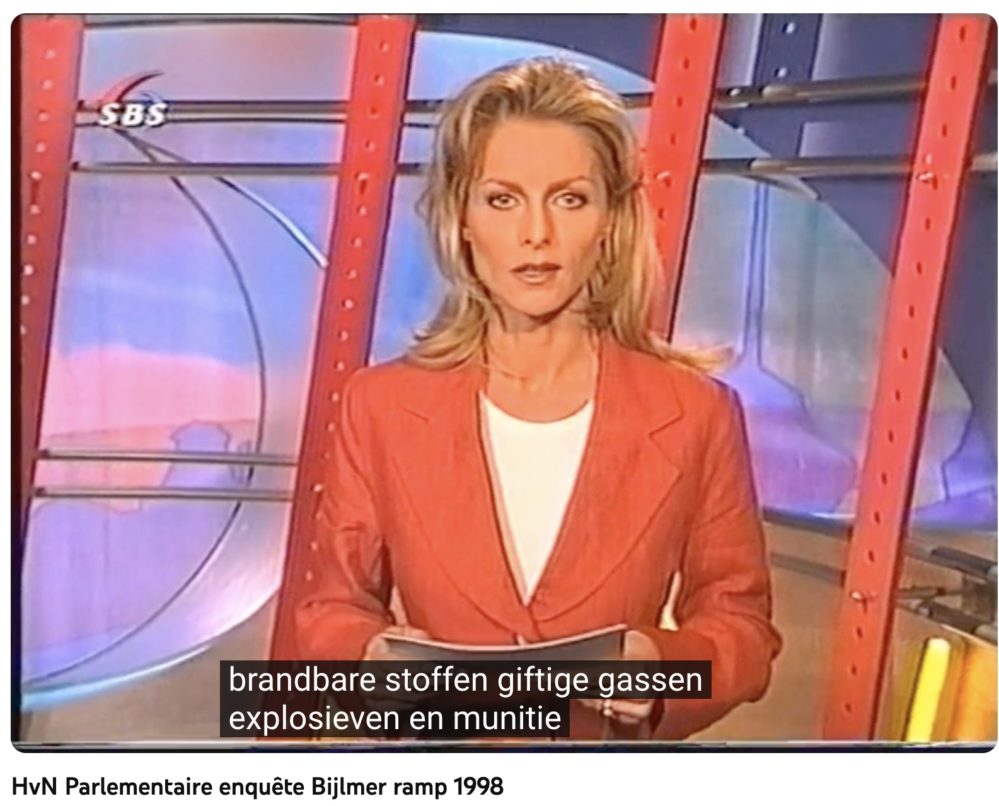 SBS
brandbare stoffen giftige gassen
explosieven en munitie
HvN Parlementaire enquête Bijlmer ramp 1998